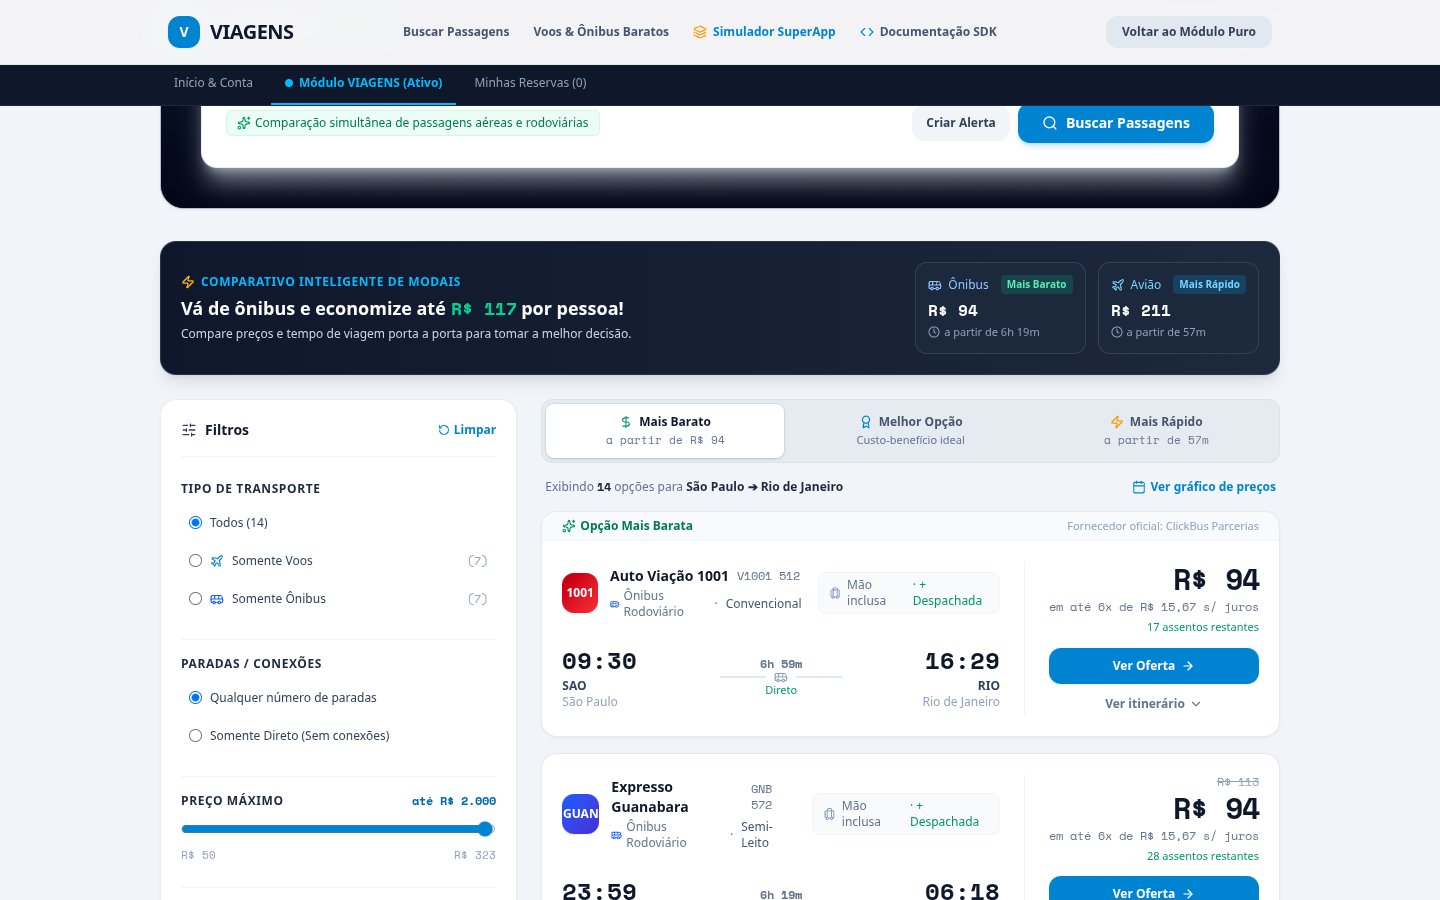 V VIAGENS
Buscar Passagens
Voos & Ônibus Baratos
Simulador SuperApp
Documentação SDK
Voltar ao Módulo Puro
Início & Conta
Módulo VIAGENS (Ativo)
Minhas Reservas (0)
Comparação simultânea de passagens aéreas e rodoviárias
Criar Alerta
Buscar Passagens
COMPARATIVO INTELIGENTE DE MODAIS
Vá de ônibus e economize até R$ 117 por pessoa!
Compare preços e tempo de viagem porta a porta para tomar a melhor decisão.
Ônibus Mais Barato
R$ 94
a partir de 6h 19m
Avião Mais Rápido
R$ 211
a partir de 57m
Filtros
Limpar
TIPO DE TRANSPORTE
Todos (14)
Somente Voos (7)
Somente Ônibus (7)
PARADAS / CONEXÕES
Qualquer número de paradas
Somente Direto (Sem conexões)
PREÇO MÁXIMO até R$ 2.000
R$ 50 R$ 323
Mais Barato
a partir de R$ 94
Melhor Opção
Custo-benefício ideal
Mais Rápido
a partir de 57m
Exibindo 14 opções para São Paulo ➔ Rio de Janeiro
Ver gráfico de preços
Opção Mais Barata
Fornecedor oficial: ClickBus Parcerias
1001
Auto Viação 1001 V1001 512
Ônibus
Rodoviário
· Convencional
Mão
inclusa
· +
Despachada
09:30
SAO
São Paulo
6h 59m
Direto
16:29
RIO
Rio de Janeiro
R$ 94
em até 6x de R$ 15,67 s/ juros
17 assentos restantes
Ver Oferta
Ver itinerário
GUAN
Expresso
Guanabara
GNB
572
Ônibus
Rodoviário
· Semi-
Leito
Mão
inclusa
· +
Despachada
23:59
6h 19m
06:18
R$ 113
R$ 94
em até 6x de R$ 15,67 s/ juros
28 assentos restantes
Ver Oferta